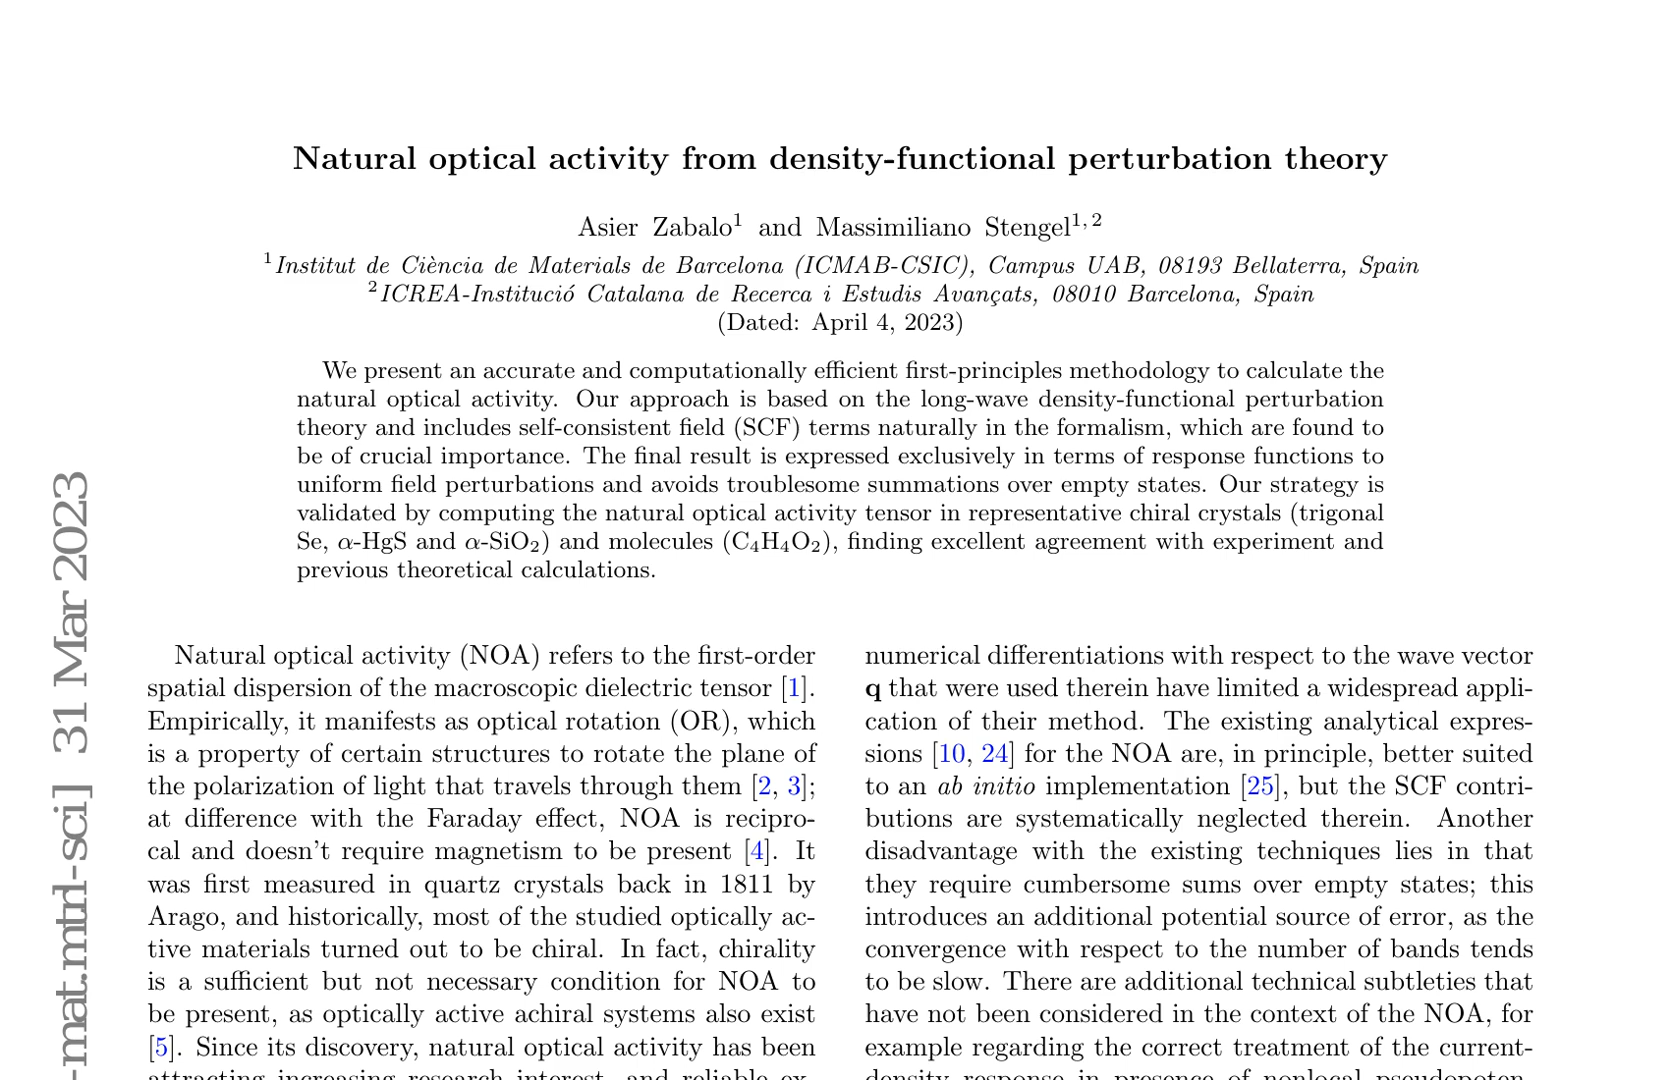 Natural optical activity from density-functional perturbation theory
Asier Zabalo1 and Massimiliano Stengel1, 2
1Institut de Ciència de Materials de Barcelona (ICMAB-CSIC), Campus UAB, 08193 Bellaterra, Spain
2ICREA-Institució Catalana de Recerca i Estudis Avançats, 08010 Barcelona, Spain
(Dated: April 4, 2023)
We present an accurate and computationally efficient first-principles methodology to calculate the
natural optical activity. Our approach is based on the long-wave density-functional perturbation
theory and includes self-consistent field (SCF) terms naturally in the formalism, which are found to
be of crucial importance. The final result is expressed exclusively in terms of response functions to
uniform field perturbations and avoids troublesome summations over empty states. Our strategy is
validated by computing the natural optical activity tensor in representative chiral crystals (trigonal
Se, α-HgS and α-SiO2) and molecules (C4H4O2), finding excellent agreement with experiment and
previous theoretical calculations.
Natural optical activity (NOA) refers to the first-order
spatial dispersion of the macroscopic dielectric tensor [1].
Empirically, it manifests as optical rotation (OR), which
is a property of certain structures to rotate the plane of
the polarization of light that travels through them [2, 3];
at difference with the Faraday effect, NOA is recipro-
cal and doesn't require magnetism to be present [4]. It
was first measured in quartz crystals back in 1811 by
Arago, and historically, most of the studied optically ac-
tive materials turned out to be chiral. In fact, chirality
is a sufficient but not necessary condition for NOA to
be present, as optically active achiral systems also exist
[5]. Since its discovery, natural optical activity has been
attracting increasing research interest, and reliable ex-
numerical differentiations with respect to the wave vector
q that were used therein have limited a widespread appli-
cation of their method. The existing analytical expres-
sions [10, 24] for the NOA are, in principle, better suited
to an ab initio implementation [25], but the SCF contri-
butions are systematically neglected therein. Another
disadvantage with the existing techniques lies in that
they require cumbersome sums over empty states; this
introduces an additional potential source of error, as the
convergence with respect to the number of bands tends
to be slow. There are additional technical subtleties that
have not been considered in the context of the NOA, for
example regarding the correct treatment of the current-
density response in presence of nonlocal pseudopoten-
-mat.mtrl-sci] 31 Mar 2023